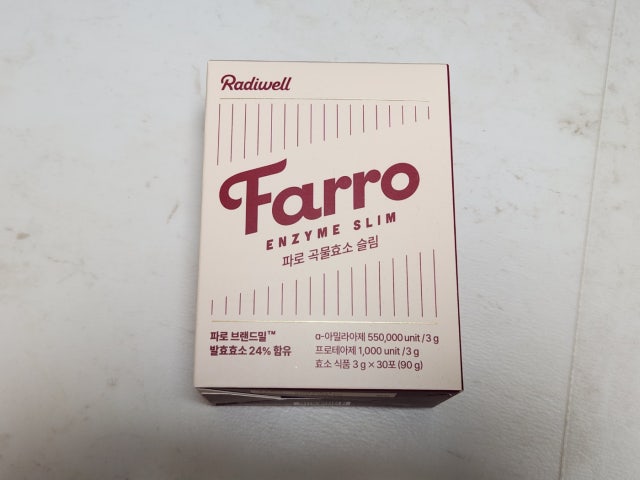 Radiwell
Farro
ENZYME SLIM
파로 곡물효소 슬림
파로 브랜드밀™
발효효소 24% 함유
α-아밀라아제 550,000 unit / 3 g
프로테아제 1,000 unit / 3 g
효소 식품 3 g × 30포 (90 g)